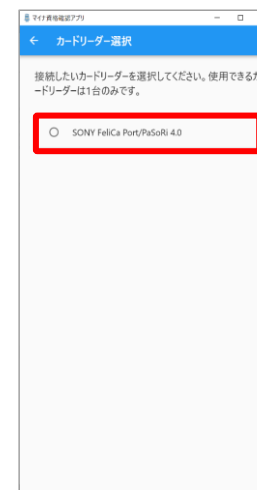 マイナ資格確認アプリ
カードリーダー選択
接続したいカードリーダーを選択してください。使用できるカ
ードリーダーは1台のみです。
SONY FeliCa Port/PaSoRi 4.0